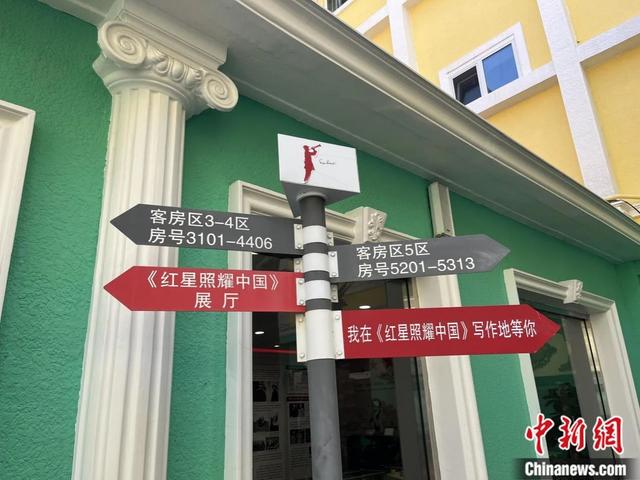 客房区3-4区
房号3101-4406
客房区5区
房号5201-5313
《红星照耀中国》
展厅
我在《红星照耀中国》写作地等你
中新网
Chinanews.com